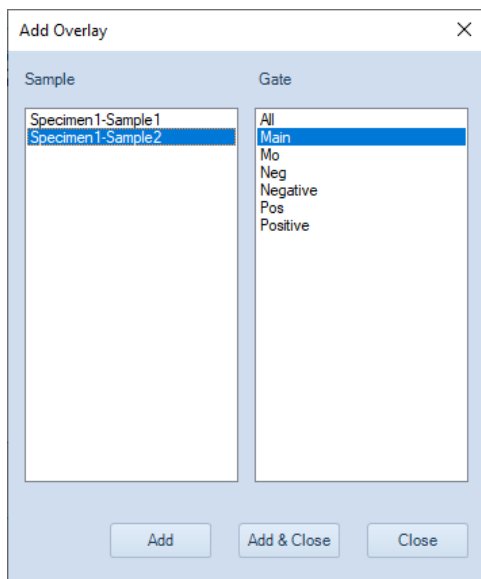 Add Overlay
Sample
Gate
Specimen1-Sample1
Specimen1-Sample2
All
Main
Mo
Neg
Negative
Pos
Positive
Add
Add & Close
Close